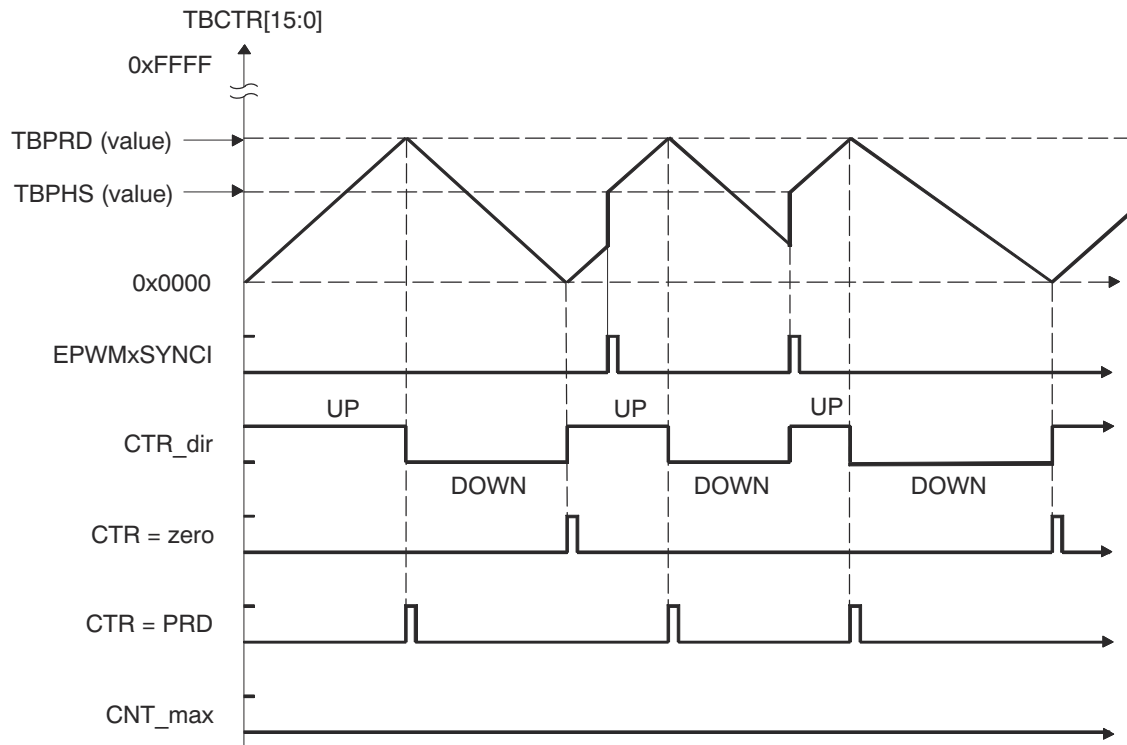 TBCTR[15:0]
0xFFFF
TBPRD (value)
TBPHS (value)
0x0000
EPWMxSYNCI
UP UP UP
CTR_dir
DOWN DOWN DOWN
CTR = zero
CTR = PRD
CNT_max